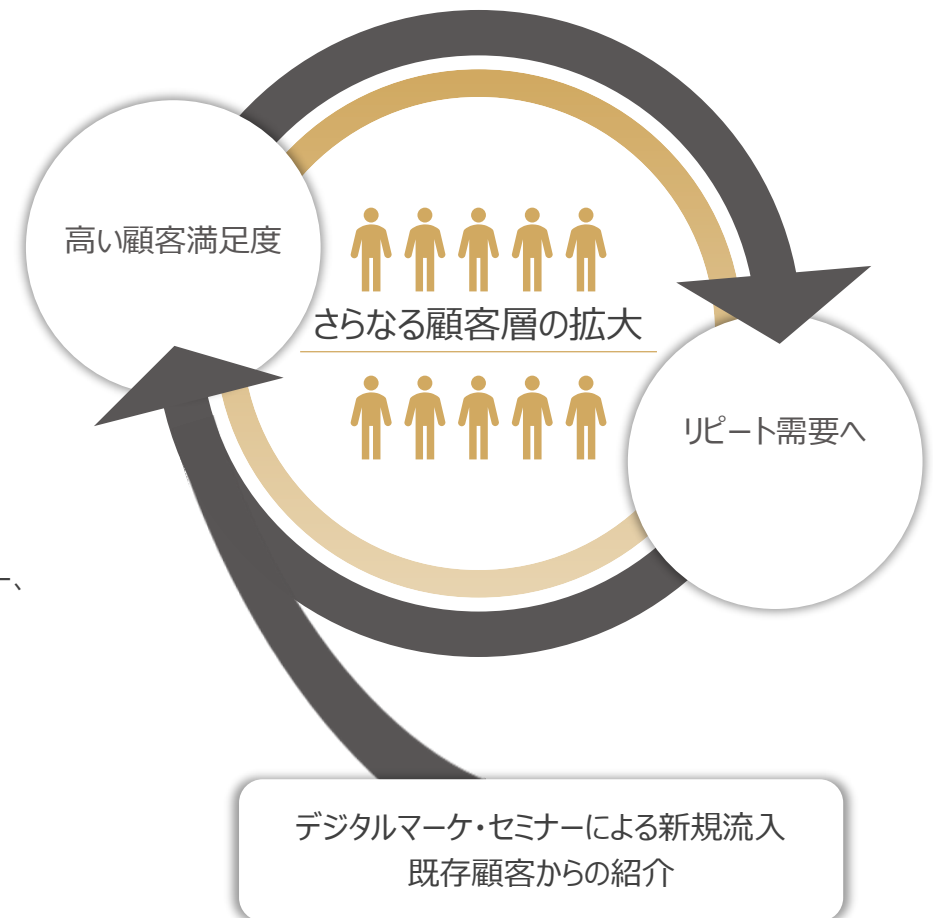 高い顧客満足度
さらなる顧客層の拡大
リピート需要へ
ー、
デジタルマーケ・セミナーによる新規流入
既存顧客からの紹介